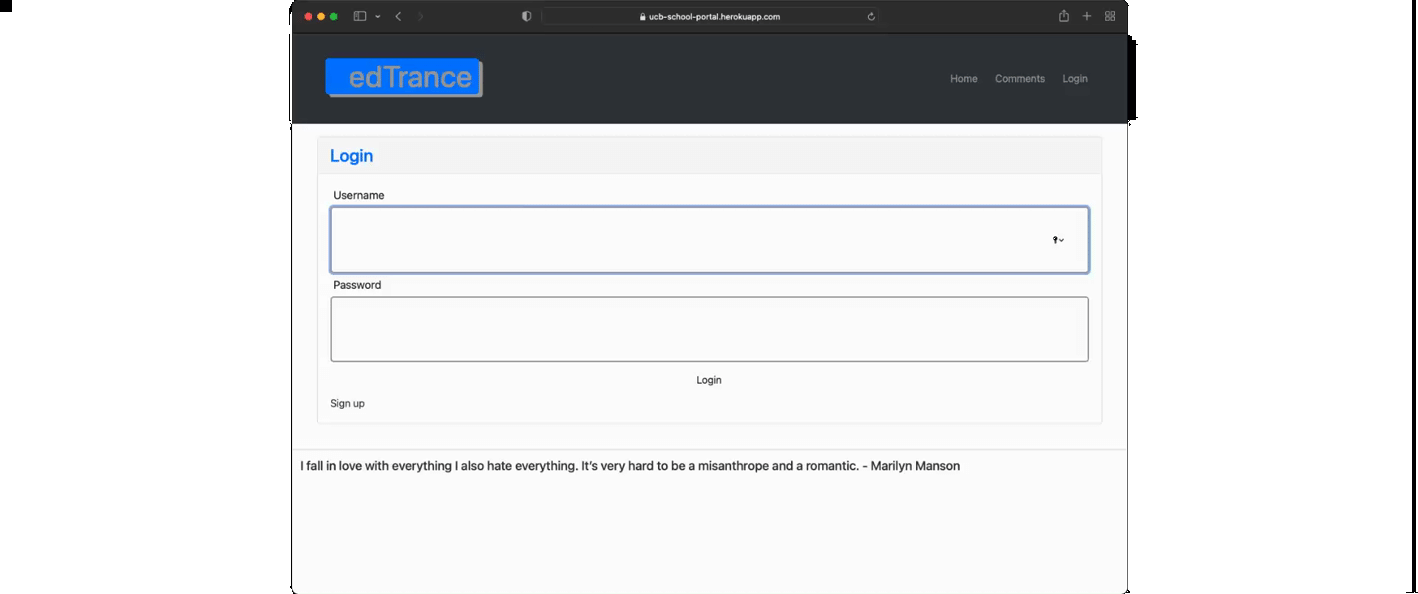 ucb-school-portal.herokuapp.com
edTrance
Home Comments Login
Login
Username
Password
Login
Sign up
I fall in love with everything I also hate everything. It’s very hard to be a misanthrope and a romantic. - Marilyn Manson